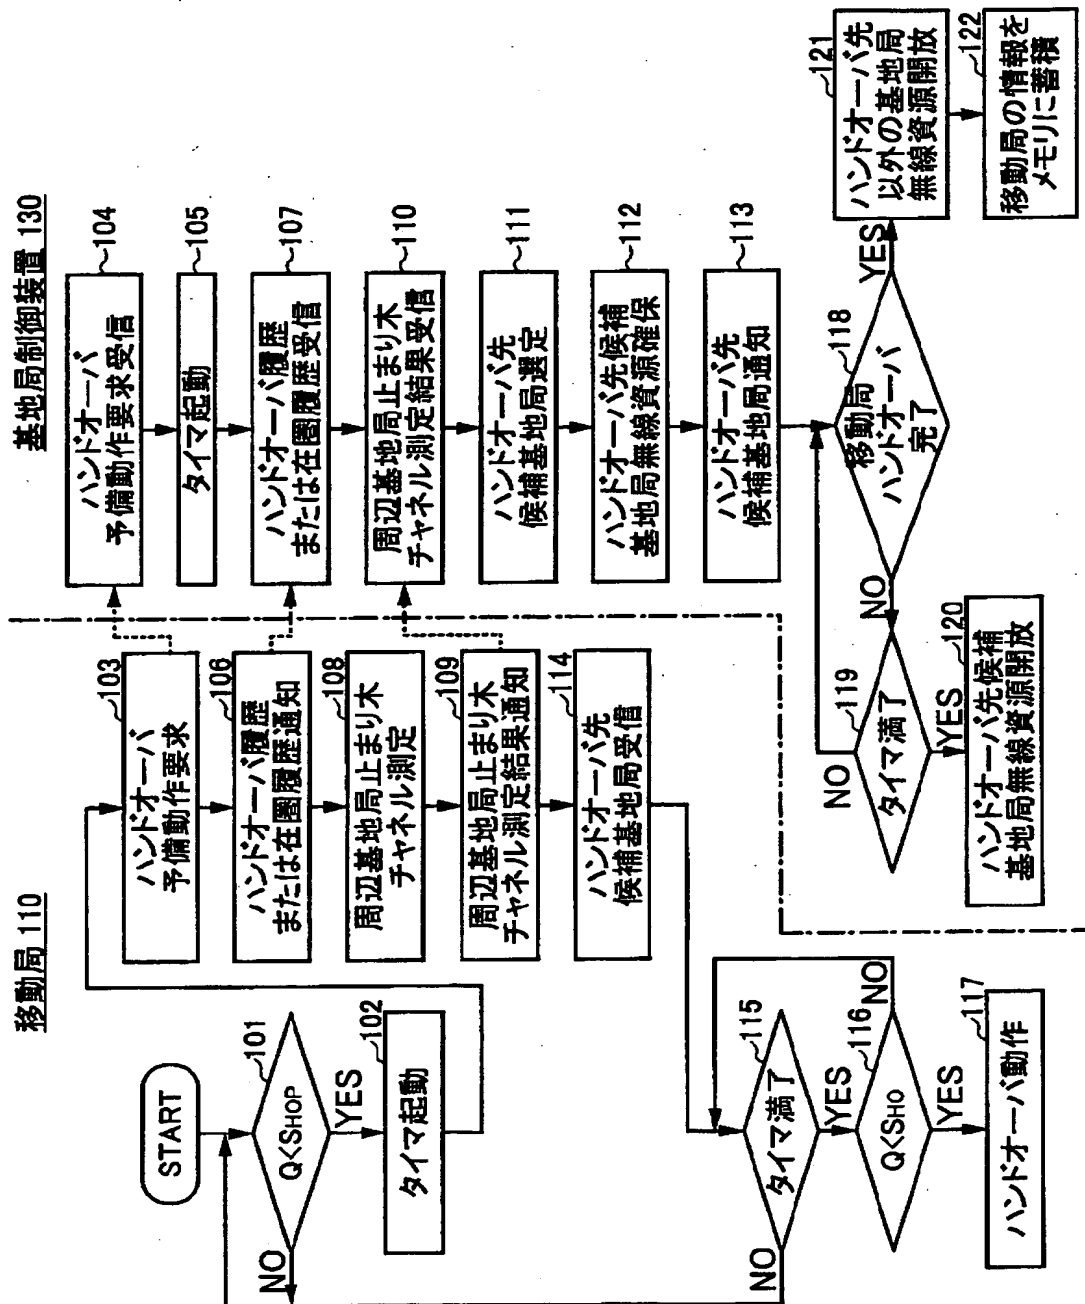 移動局 110
START
101
Q<SHOP
NO
YES
102
タイマ起動
103
ハンドオーバ
予備動作要求
106
ハンドオーバ履歴
または在圏履歴通知
108
周辺基地局止まり木
チャネル測定
109
周辺基地局止まり木
チャネル測定結果通知
114
ハンドオーバ先
候補基地局受信
115
タイマ満了
NO
YES
116
Q<SHO
NO
YES
117
ハンドオーバ動作
基地局制御装置 130
104
ハンドオーバ
予備動作要求受信
105
タイマ起動
107
ハンドオーバ履歴
または在圏履歴受信
110
周辺基地局止まり木
チャネル測定結果受信
111
ハンドオーバ先
候補基地局選定
112
ハンドオーバ先候補
基地局無線資源確保
113
ハンドオーバ先
候補基地局通知
118
移動局
ハンドオーバ
完了
NO
YES
119
タイマ満了
NO
YES
120
ハンドオーバ先候補
基地局無線資源開放
121
ハンドオーバ先
以外の基地局
無線資源開放
122
移動局の情報を
メモリに蓄積